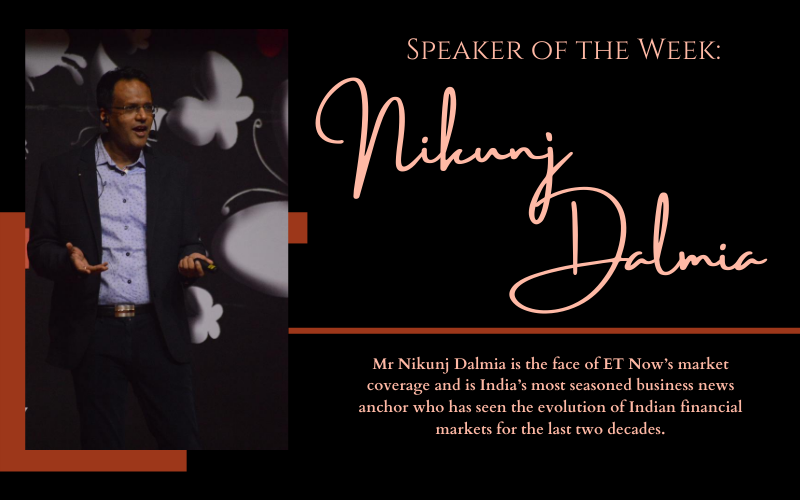 Speaker of the Week:
Nikunj
Dalmia
Mr Nikunj Dalmia is the face of ET Now's market
coverage and is India's most seasoned business news
anchor who has seen the evolution of Indian financial
markets for the last two decades.